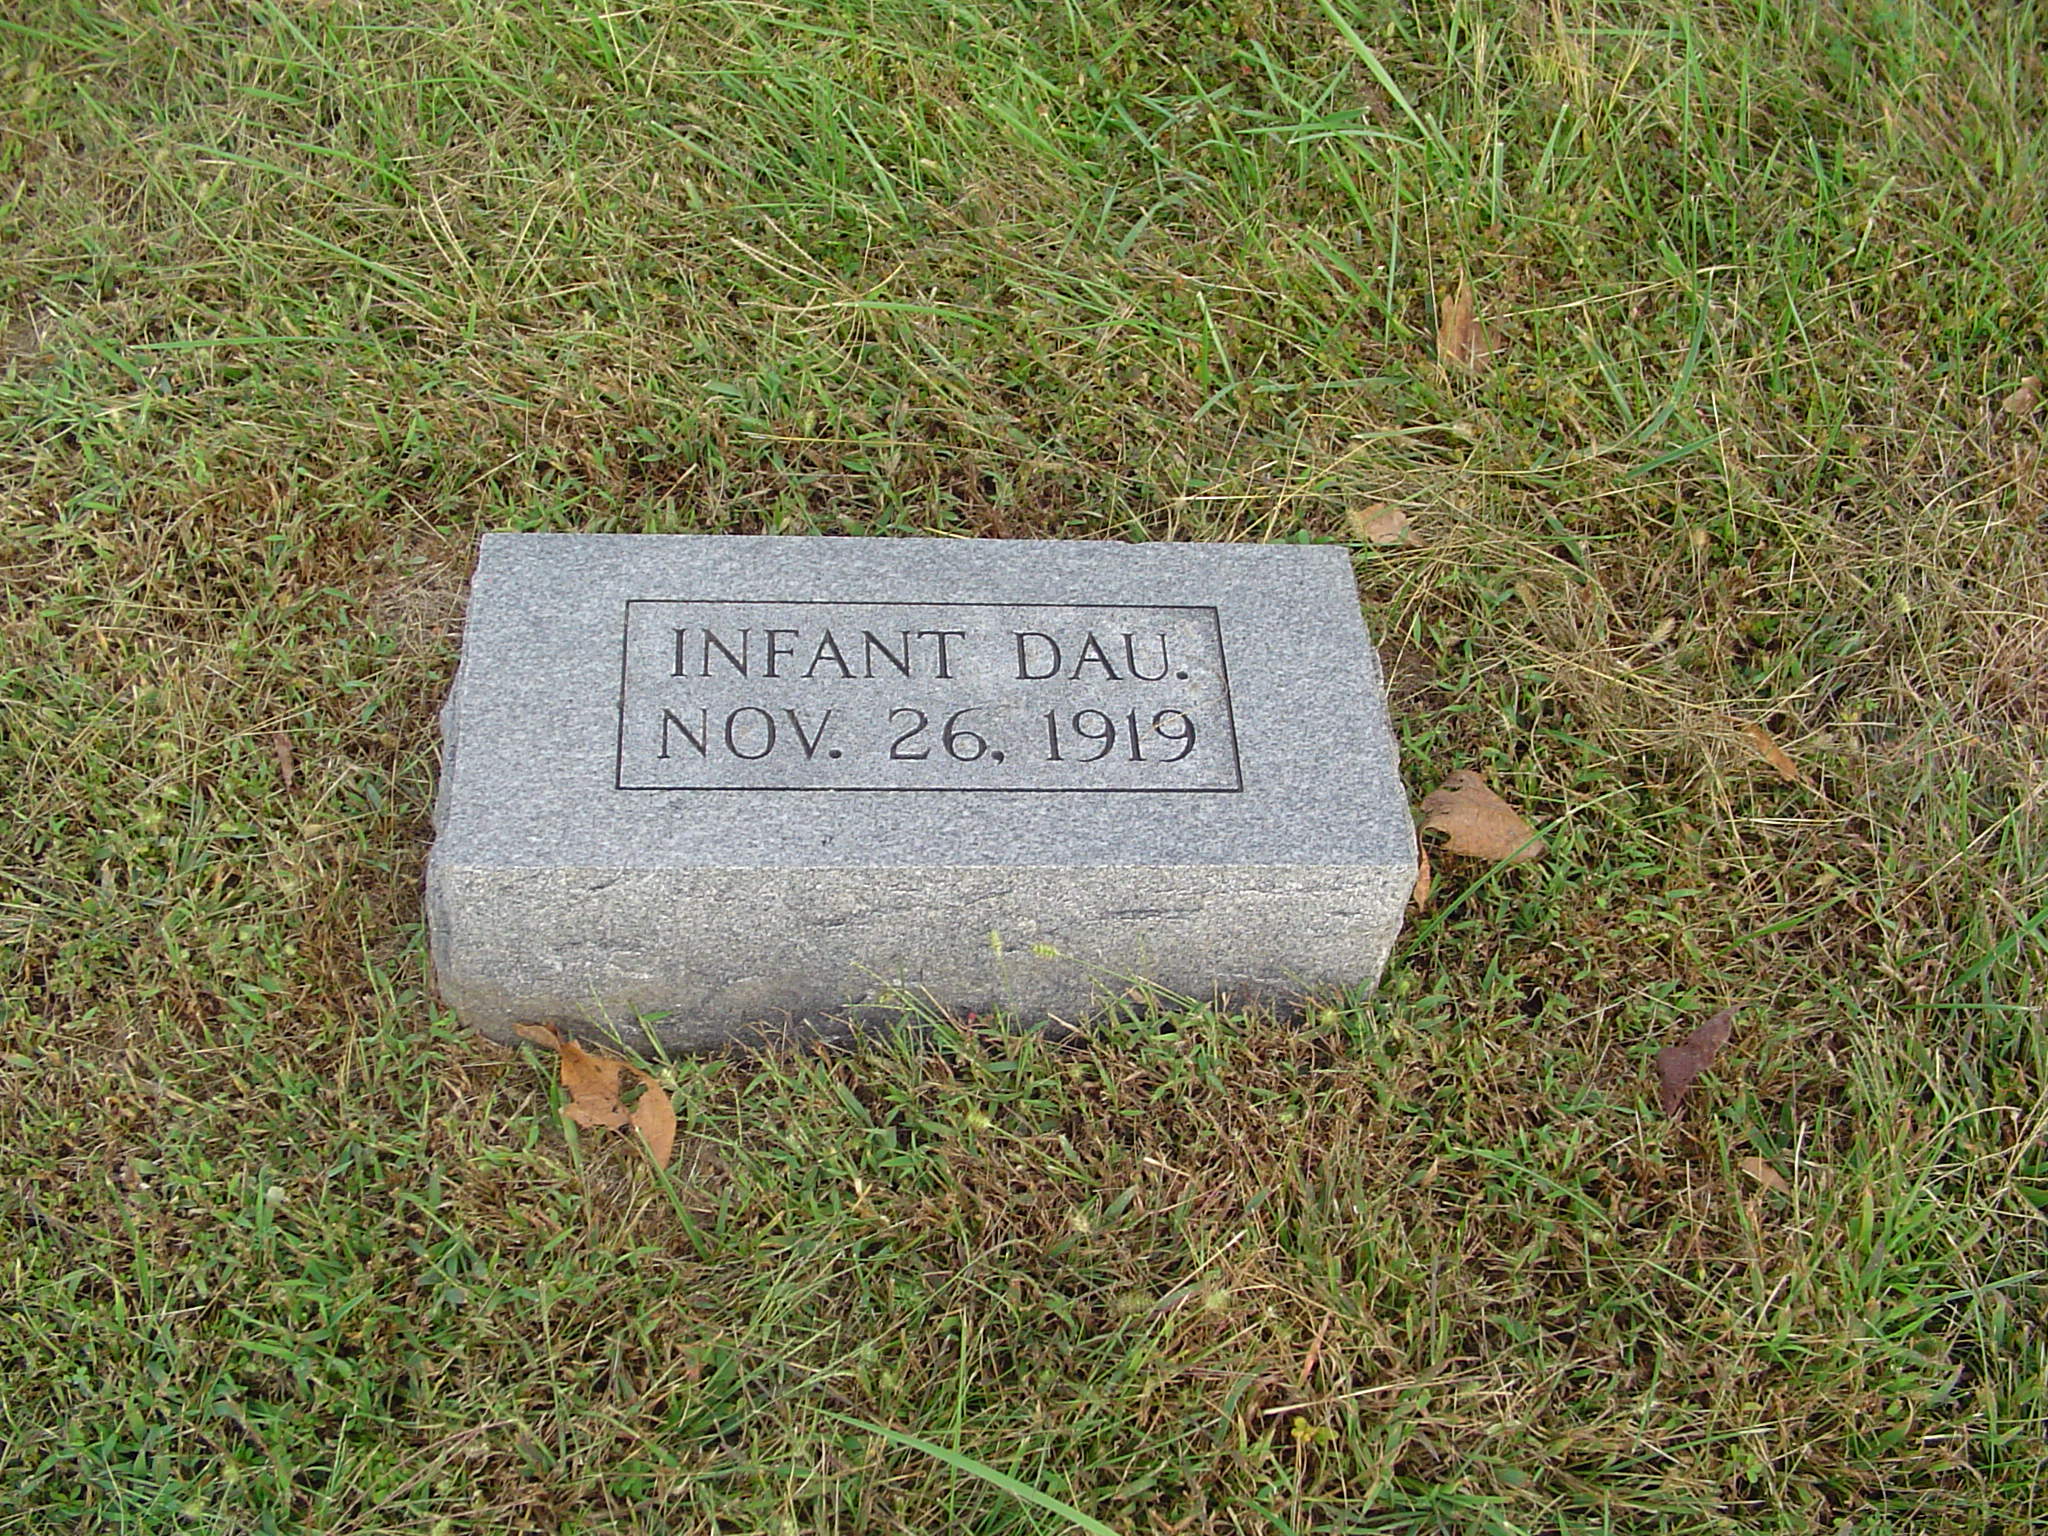 INFANT DAU.
NOV. 26, 1919